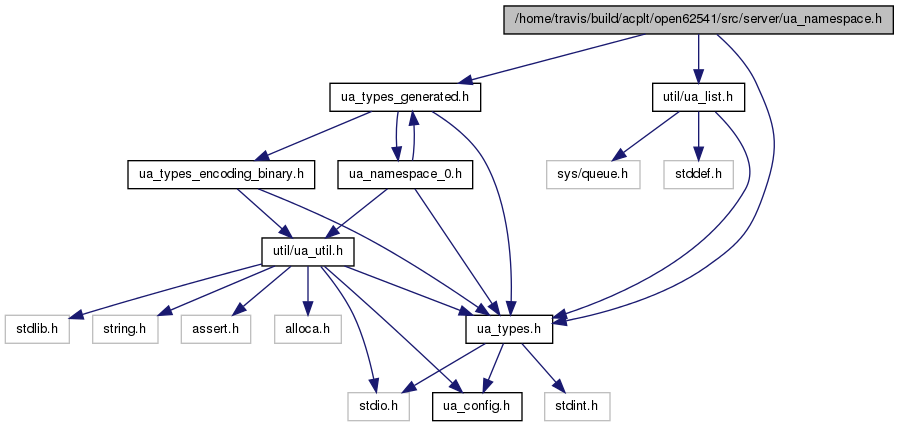 /home/travis/build/acplt/open62541/src/server/ua_namespace.h
ua_types_generated.h
util/ua_list.h
ua_types_encoding_binary.h
ua_namespace_0.h
sys/queue.h
stddef.h
util/ua_util.h
stdlib.h
string.h
assert.h
alloca.h
ua_types.h
stdio.h
ua_config.h
stdint.h